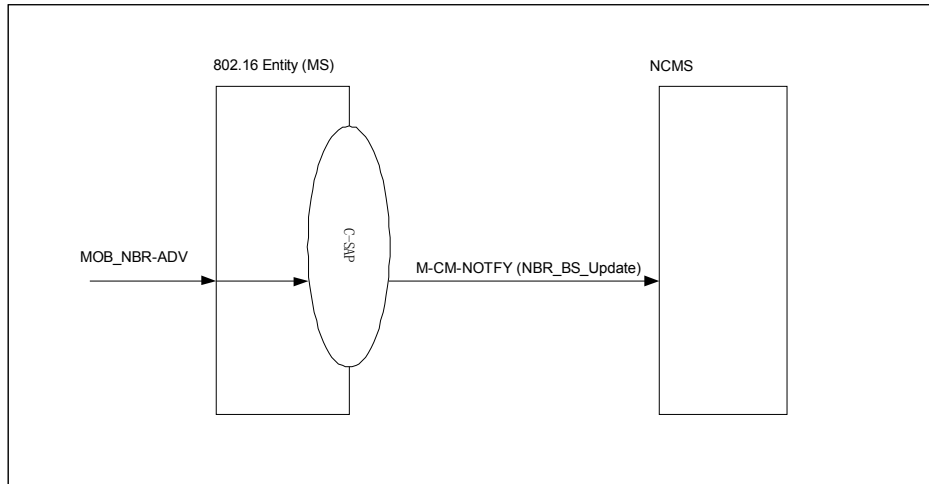 802.16 Entity (MS)
NCMS
C-SAP
MOB_NBR-ADV
M-CM-NOTFY (NBR_BS_Update)